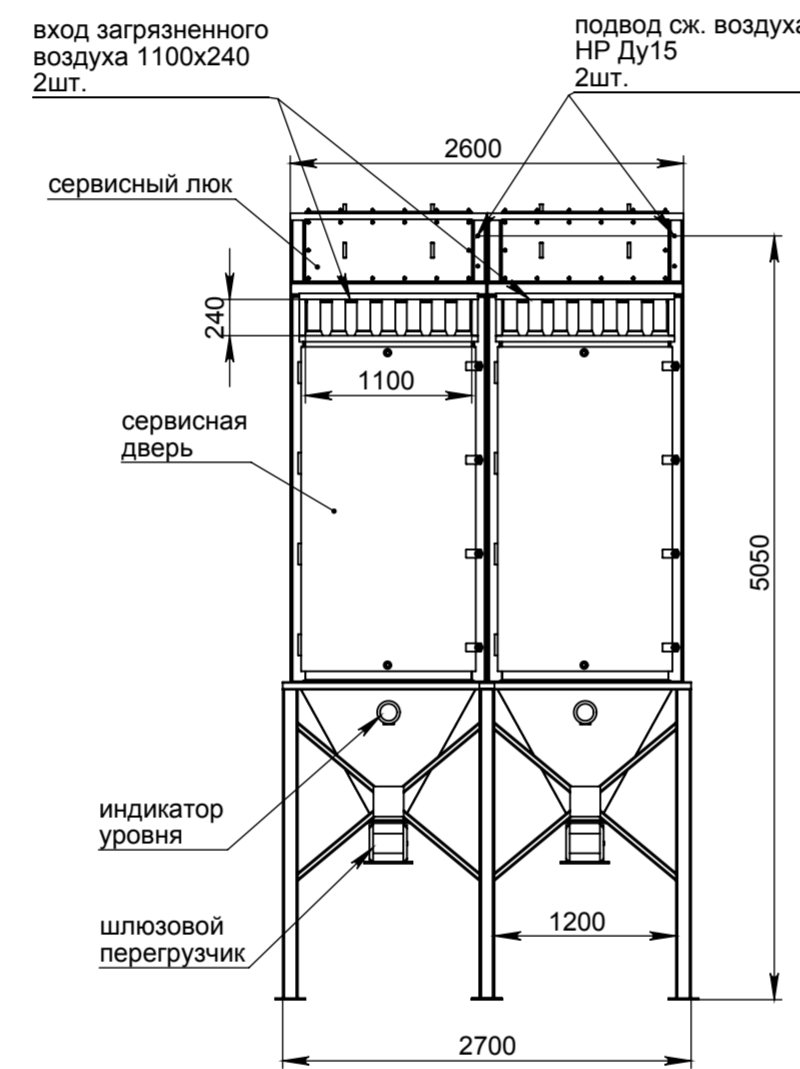 вход загрязненного
воздуха 1100х240
2шт.
подвод сж. воздуха
НР Ду15
2шт.
2600
сервисный люк
240
1100
сервисная
дверь
5050
индикатор
уровня
шлюзовой
перегрузчик
1200
2700